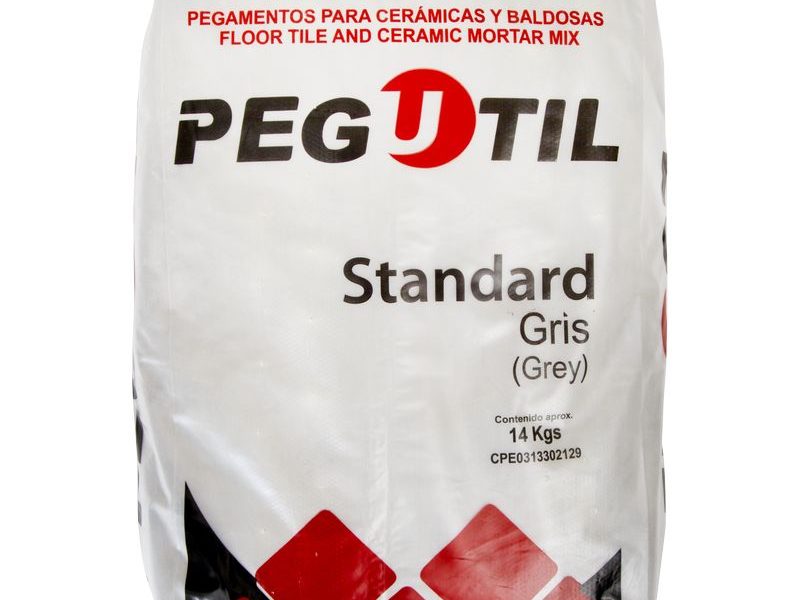 PEGAMENTOS PARA CERÁMICAS Y BALDOSAS
FLOOR TILE AND CERAMIC MORTAR MIX
PEGUTIL
Standard
Gris
(Grey)
Contenido aprox.
14 Kgs
CPE0313302129